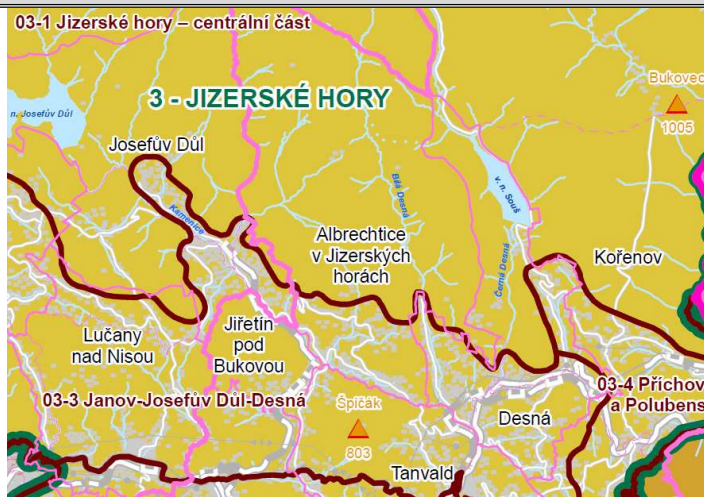 03-1 Jizerské hory – centrální část
3 - JIZERSKÉ HORY
Bukovec
1005
n. Josefův Důl
Josefův Důl
Kamenice
Bílá Desná
v. n. Souš
Albrechtice
v Jizerských
horách
Černá Desná
Kořenov
Lučany
nad Nisou
Jiřetín
pod
Bukovou
03-3 Janov-Josefův Důl-Desná
Špičák
803
Desná
03-4 Příchov
a Polubens
Tanvald